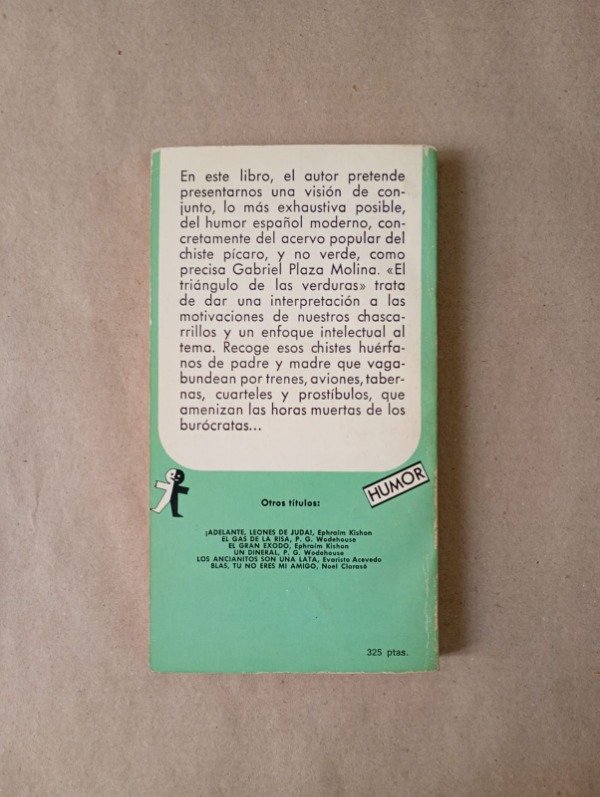 En este libro, el autor pretende
presentarnos una visión de con-
junto, lo más exhaustiva posible,
del humor español moderno, con-
cretamente del acervo popular del
chiste pícaro, y no verde, como
precisa Gabriel Plaza Molina. «El
triángulo de las verduras» trata
de dar una interpretación a las
motivaciones de nuestros chasca-
rrillos y un enfoque intelectual al
tema. Recoge esos chistes huérfa-
nos de padre y madre que vaga-
bundean por trenes, aviones, taber-
nas, cuarteles y prostíbulos, que
amenizan las horas muertas de los
burócratas...
HUMOR
Otros títulos:
¡ADELANTE, LEONES DE JUDA!, Ephraim Kishon
EL GAS DE LA RISA, P. G. Wodehouse
EL GRAN EXODO, Ephraim Kishon
UN DINERAL, P. G. Wodehouse
LOS ANCIANITOS SON UNA LATA, Evaristo Acevedo
BLAS, TU NO ERES MI AMIGO, Noel Clarasó
325 ptas.